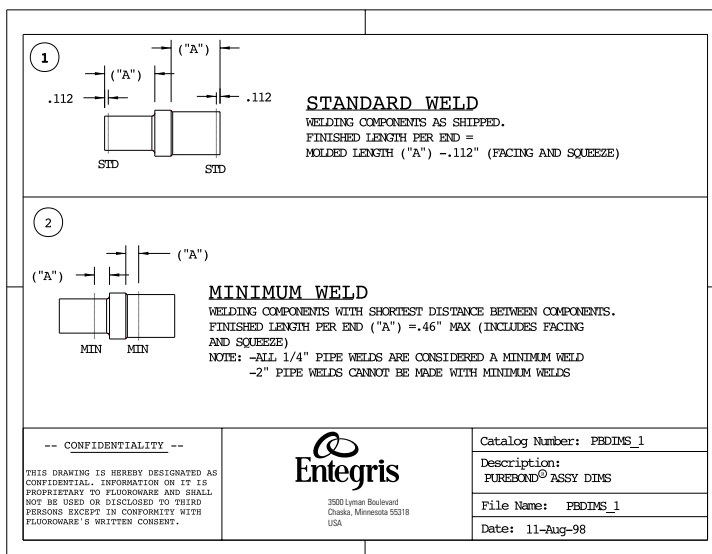 1
("A")
("A")
.112
.112
STD
STD
STANDARD WELD
WELDING COMPONENTS AS SHIPPED.
FINISHED LENGTH PER END =
MOLDED LENGTH ("A") -.112" (FACING AND SQUEEZE)
2
("A")
("A")
MIN
MIN
MINIMUM WELD
WELDING COMPONENTS WITH SHORTEST DISTANCE BETWEEN COMPONENTS.
FINISHED LENGTH PER END ("A") =.46" MAX (INCLUDES FACING
AND SQUEEZE)
NOTE: -ALL 1/4" PIPE WELDS ARE CONSIDERED A MINIMUM WELD
-2" PIPE WELDS CANNOT BE MADE WITH MINIMUM WELDS
-- CONFIDENTIALITY --
THIS DRAWING IS HEREBY DESIGNATED AS
CONFIDENTIAL. INFORMATION ON IT IS
PROPRIETARY TO FLUOROWARE AND SHALL
NOT BE USED OR DISCLOSED TO THIRD
PERSONS EXCEPT IN CONFORMITY WITH
FLUOROWARE'S WRITTEN CONSENT.
Entegris
3500 Lyman Boulevard
Chaska, Minnesota 55318
USA
Catalog Number: PBDIMS_1
Description:
PUREBOND® ASSY DIMS
File Name: PBDIMS_1
Date: 11-Aug-98